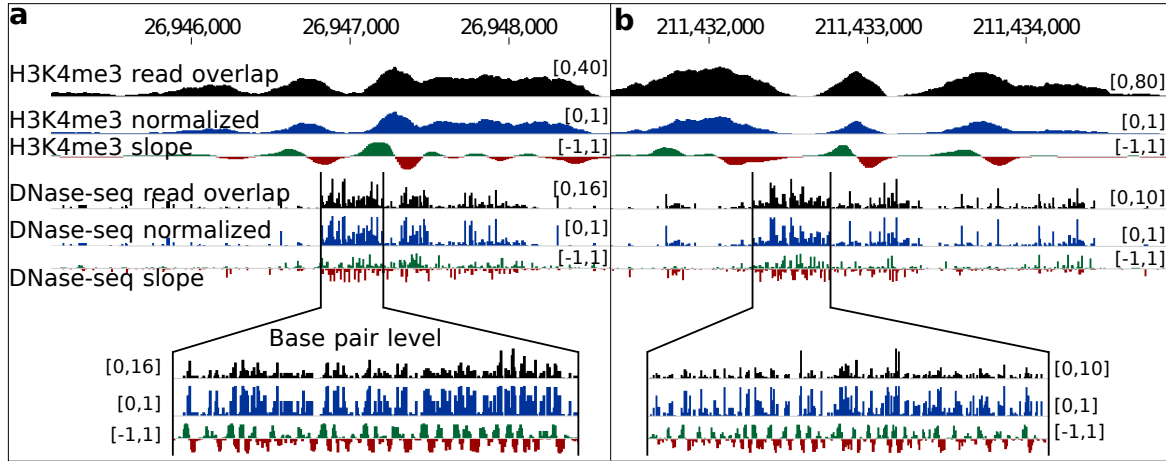 a
26,946,000 26,947,000 26,948,000
H3K4me3 read overlap [0,40]
H3K4me3 normalized [0,1]
H3K4me3 slope [-1,1]
DNase-seq read overlap [0,16]
DNase-seq normalized [0,1]
[-1,1]
DNase-seq slope
Base pair level
[0,16]
[0,1]
[-1,1]
b
211,432,000 211,433,000 211,434,000
[0,80]
[0,1]
[-1,1]
[0,10]
[0,1]
[-1,1]
[0,10]
[0,1]
[-1,1]